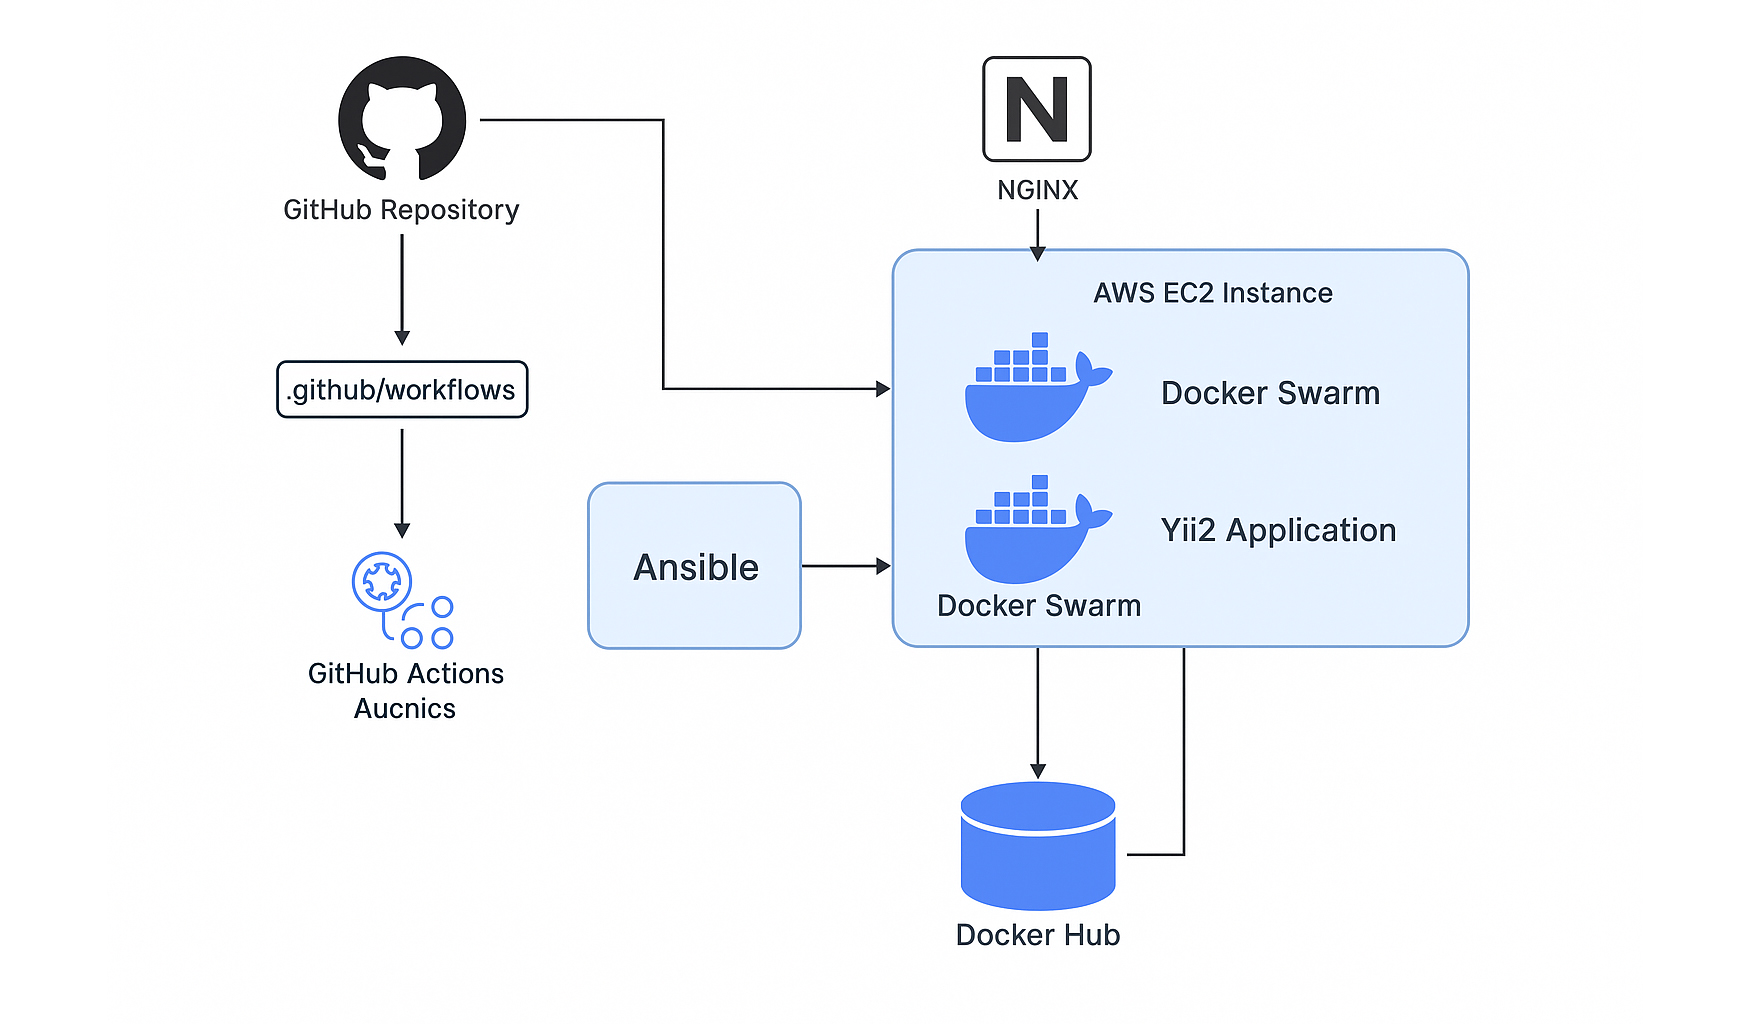 N
NGINX
GitHub Repository
AWS EC2 Instance
.github/workflows
Docker Swarm
Yii2 Application
Ansible
Docker Swarm
GitHub Actions
Aucnics
Docker Hub